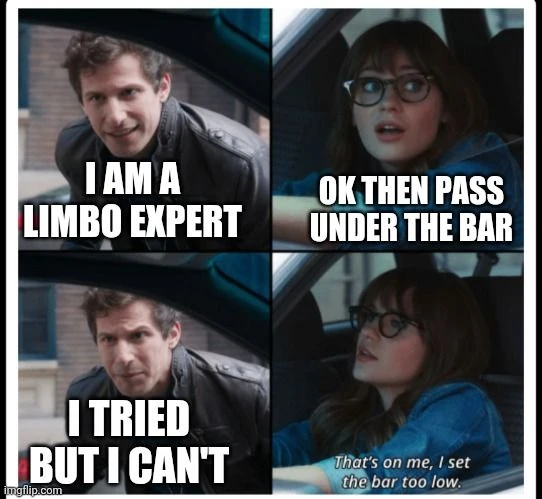 I AM A
LIMBO EXPERT
OK THEN PASS
UNDER THE BAR
I TRIED
BUT I CAN'T
That's on me, I set
the bar too low.
imgflip.com